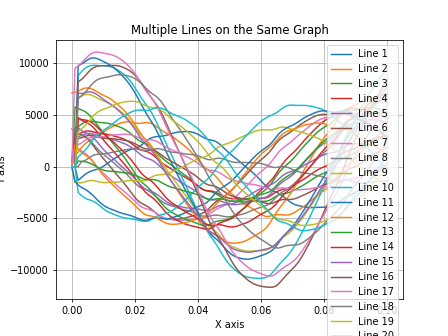 Multiple Lines on the Same Graph
10000
5000
0
−5000
−10000
0.00
0.02
0.04
0.06
X axis
axis
Line 1
Line 2
Line 3
Line 4
Line 5
Line 6
Line 7
Line 8
Line 9
Line 10
Line 11
Line 12
Line 13
Line 14
Line 15
Line 16
Line 17
Line 18
Line 19
Line 20